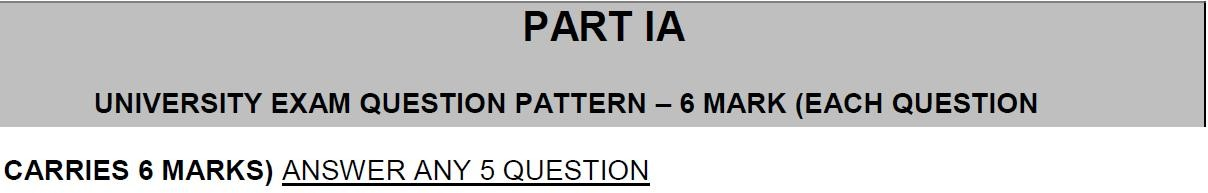 PART IA
UNIVERSITY EXAM QUESTION PATTERN – 6 MARK (EACH QUESTION
CARRIES 6 MARKS) ANSWER ANY 5 QUESTION